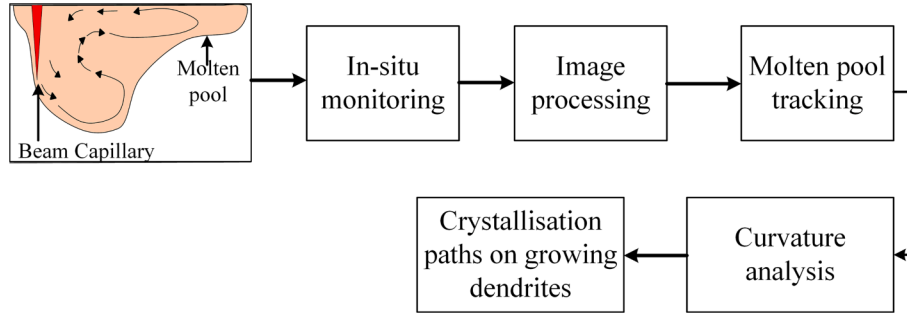 Molten
pool
Beam Capillary
In-situ
monitoring
Image
processing
Molten pool
tracking
Curvature
analysis
Crystallisation
paths on growing
dendrites